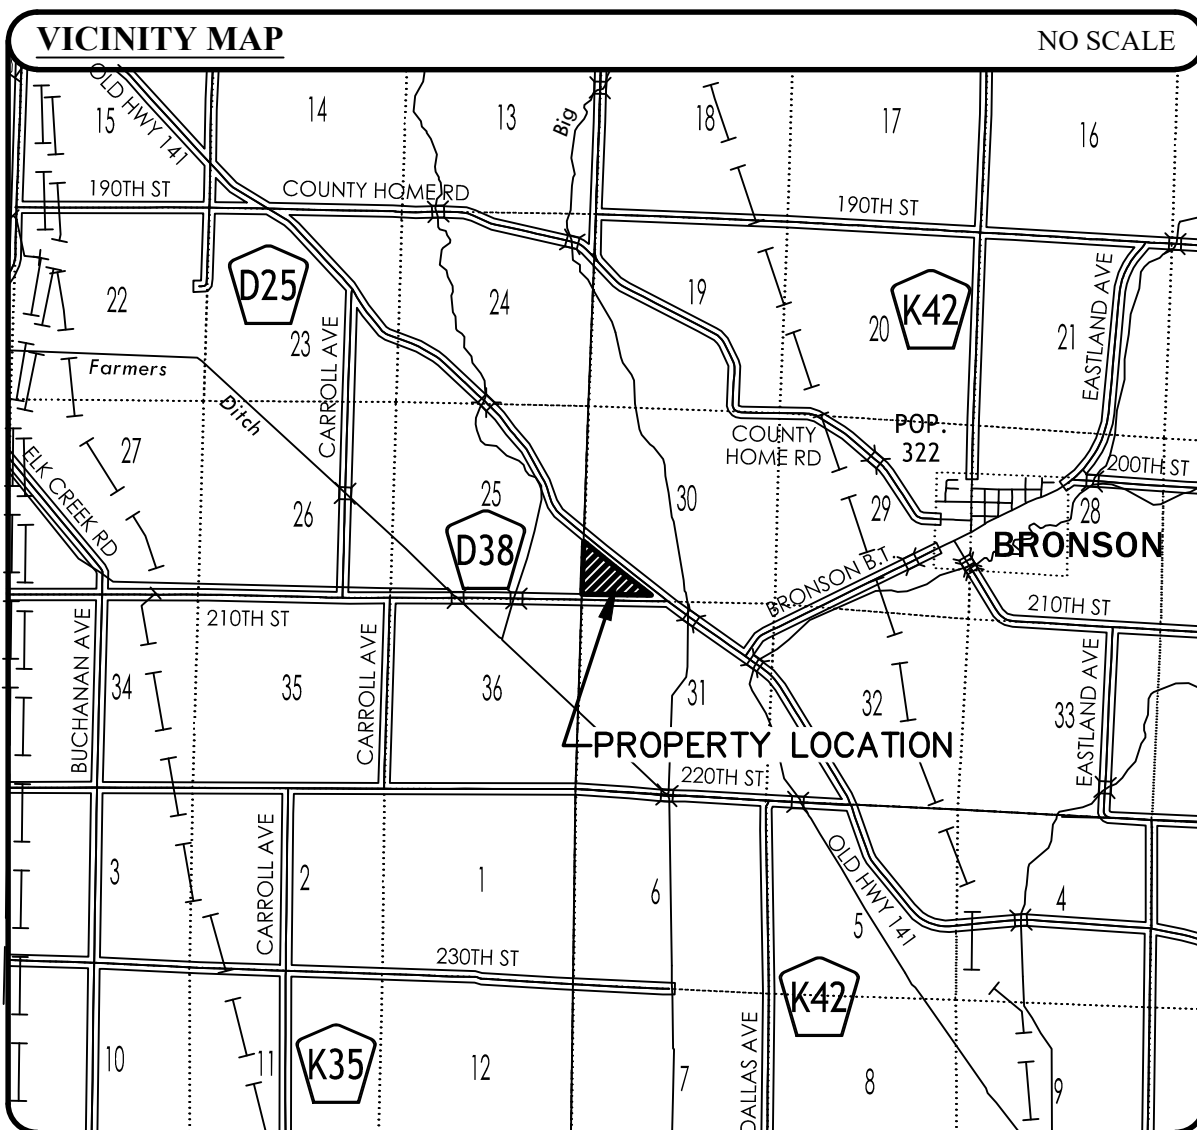 VICINITY MAP
NO SCALE
OLD HWY 141
15
14
13
Big
18
17
16
190TH ST
COUNTY HOME RD
190TH ST
D25
22
23
24
19
20
K42
21
EASTLAND AVE
CARROLL AVE
Farmers
Ditch
POP.
322
COUNTY
HOME RD
27
ELK CREEK RD
26
25
30
29
28
200TH ST
D38
BRONSON
BRONSON B.T.
210TH ST
210TH ST
BUCHANAN AVE
34
35
CARROLL AVE
36
31
32
33
EASTLAND AVE
PROPERTY LOCATION
220TH ST
3
CARROLL AVE
2
1
6
OLD HWY 141
5
4
230TH ST
K42
10
11
K35
12
7
DALLAS AVE
8
9